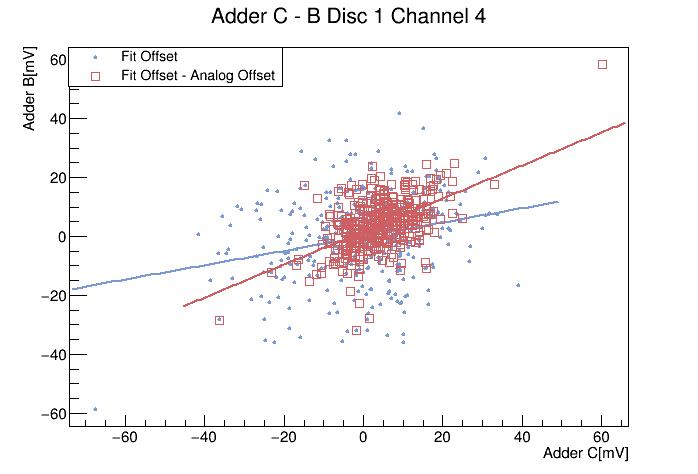 Adder C - B Disc 1 Channel 4
Adder B[mV]
Fit Offset
Fit Offset - Analog Offset
60
40
20
0
−20
−40
−60
−60 −40 −20 0 20 40 60
Adder C[mV]